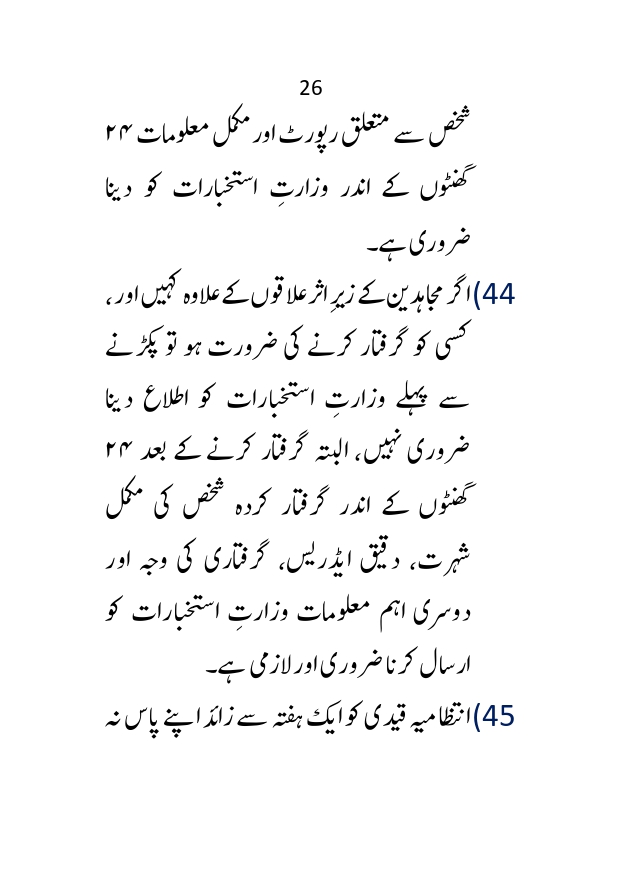 26
شخص سے متعلق رپورٹ اور مکمل معلومات ۲۴
گھنٹوں کے اندر وزارتِ استخبارات کو دینا
ضروری ہے۔
44)اگر مجاہدین کے زیرِ اثر علاقوں کے علاوہ کہیں اور ،
کسی کو گرفتار کرنے کی ضرورت ہو تو پکڑنے
سے پہلے وزارتِ استخبارات کو اطلاع دینا
ضروری نہیں، البتہ گرفتار کرنے کے بعد ۲۴
گھنٹوں کے اندر گرفتار کردہ شخص کی مکمل
شہرت، دقیق ایڈریس، گرفتاری کی وجہ اور
دوسری اہم معلومات وزارتِ استخبارات کو
ارسال کرنا ضروری اور لازمی ہے۔
45)انتظامیہ قیدی کو ایک ہفتہ سے زائد اپنے پاس نہ